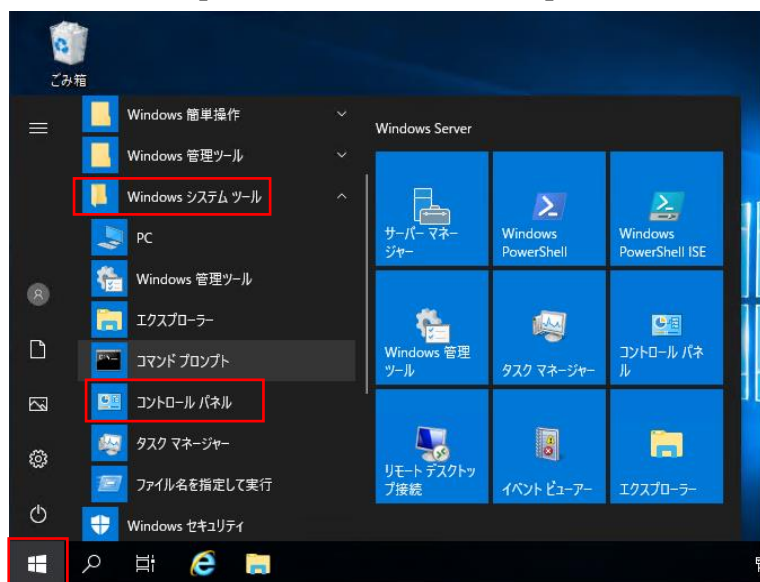 ごみ箱
Windows 簡単操作
Windows 管理ツール
Windows システム ツール
PC
Windows 管理ツール
エクスプローラー
コマンド プロンプト
コントロール パネル
タスク マネージャー
ファイル名を指定して実行
Windows セキュリティ
Windows Server
サーバー マネー
ジャー
Windows
PowerShell
Windows
PowerShell ISE
Windows 管理
ツール
タスク マネージャー
コントロール パネ
ル
リモート デスクトッ
プ接続
イベント ビューアー
エクスプローラー